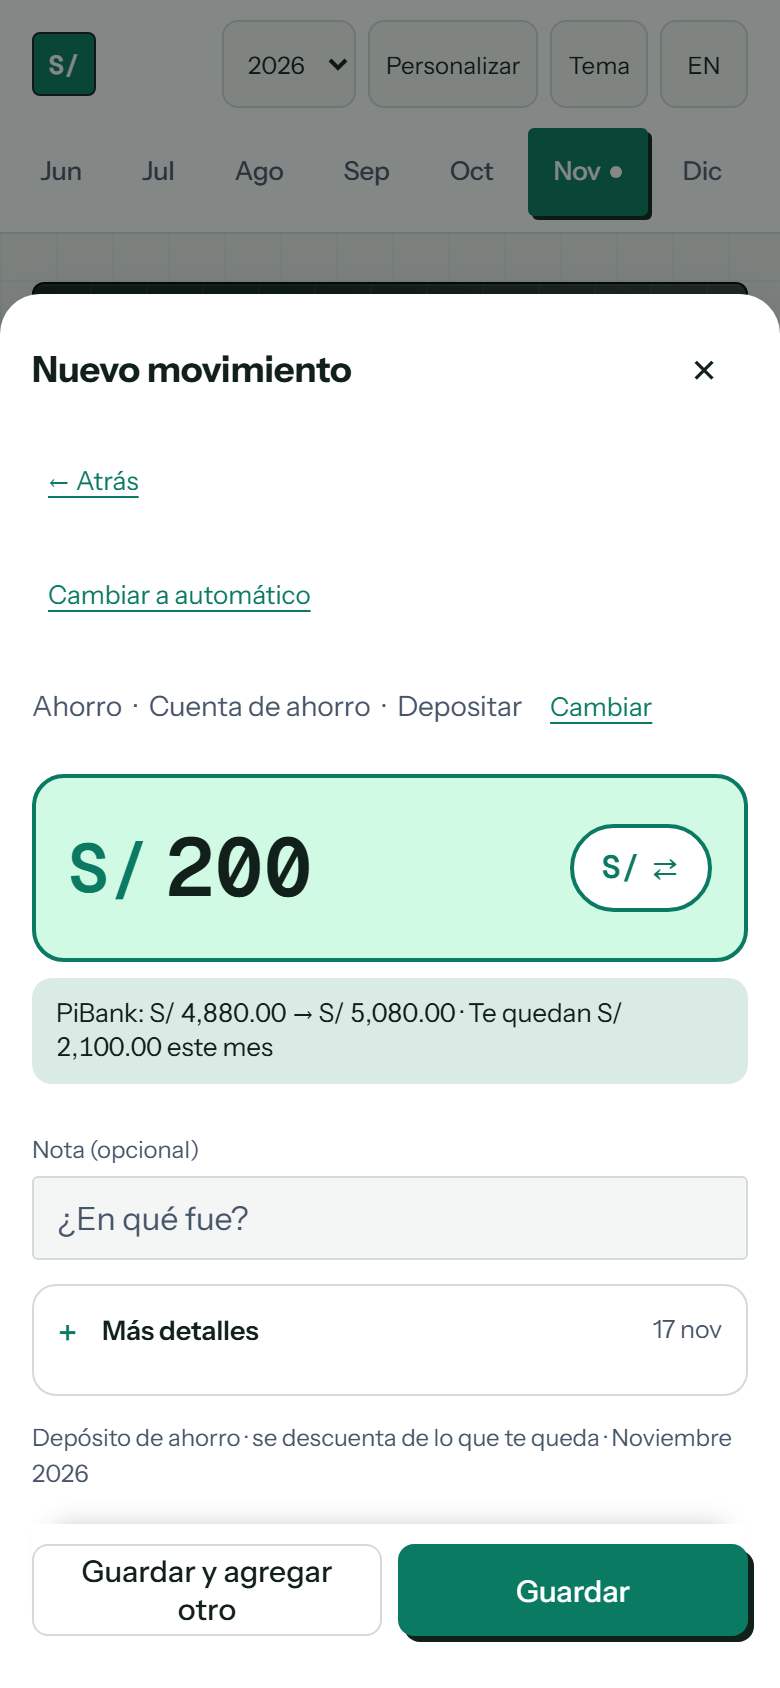 S/ 2026 Personalizar Tema EN
Jun Jul Ago Sep Oct Nov Dic
Nuevo movimiento ✕
← Atrás
Cambiar a automático
Ahorro · Cuenta de ahorro · Depositar Cambiar
S/ 200 S/ ⇄
PiBank: S/ 4,880.00 → S/ 5,080.00 · Te quedan S/
2,100.00 este mes
Nota (opcional)
¿En qué fue?
+ Más detalles 17 nov
Depósito de ahorro · se descuenta de lo que te queda · Noviembre
2026
Guardar y agregar
otro
Guardar